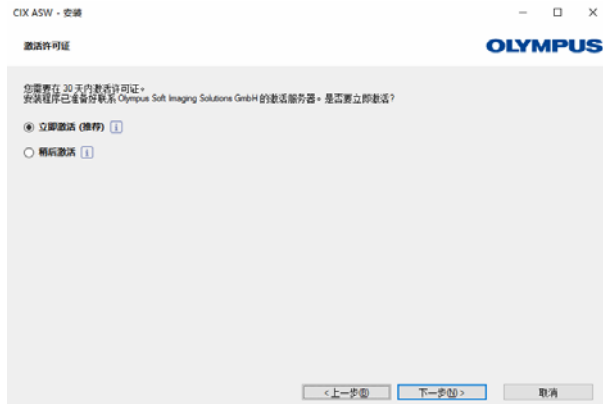 CIX ASW - 安装
激活许可证
OLYMPUS
您需要在 30 天内激活许可证。
安装程序已准备好联系 Olympus Soft Imaging Solutions GmbH 的激活服务器。是否要立即激活?
立即激活 (推荐)
稍后激活
<上一步(B) 下一步(N)> 取消